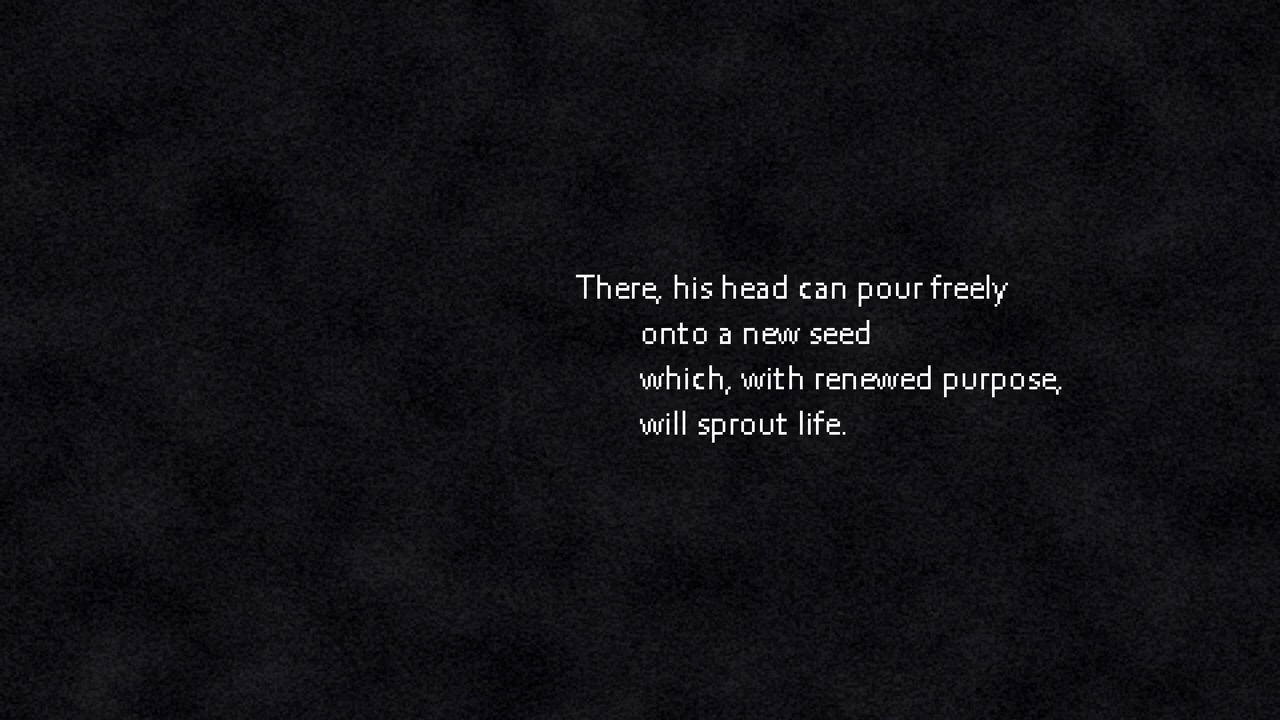 There, his head can pour freely
onto a new seed
which, with renewed purpose,
will sprout life.